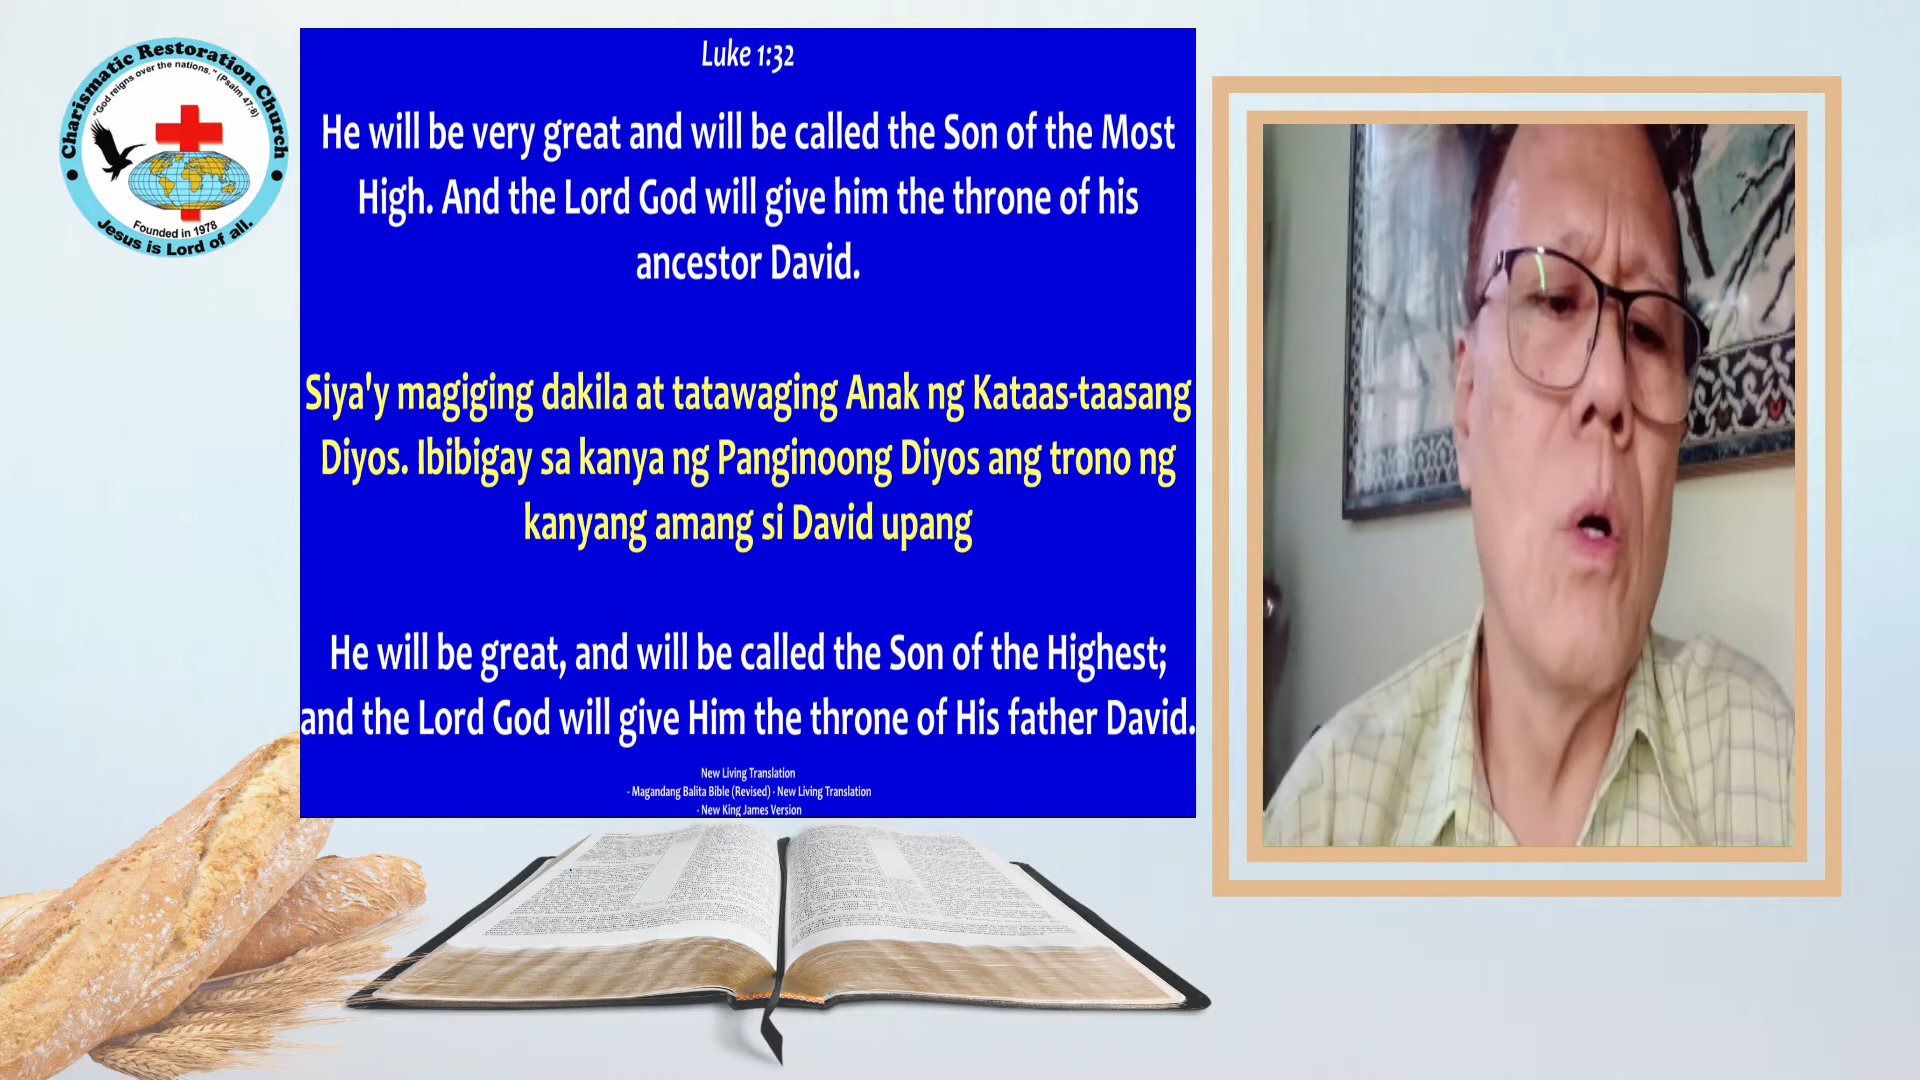 Charismatic Restoration Church
"God reigns over the nations." (Psalm 47:8)
Founded in 1978
Jesus is Lord of all.
Luke 1:32
He will be very great and will be called the Son of the Most
High. And the Lord God will give him the throne of his
ancestor David.
Siya'y magiging dakila at tatawaging Anak ng Kataas-taasang
Diyos. Ibibigay sa kanya ng Panginoong Diyos ang trono ng
kanyang amang si David upang
He will be great, and will be called the Son of the Highest;
and the Lord God will give Him the throne of His father David.
New Living Translation
- Magandang Balita Bible (Revised) - New Living Translation
- New King James Version